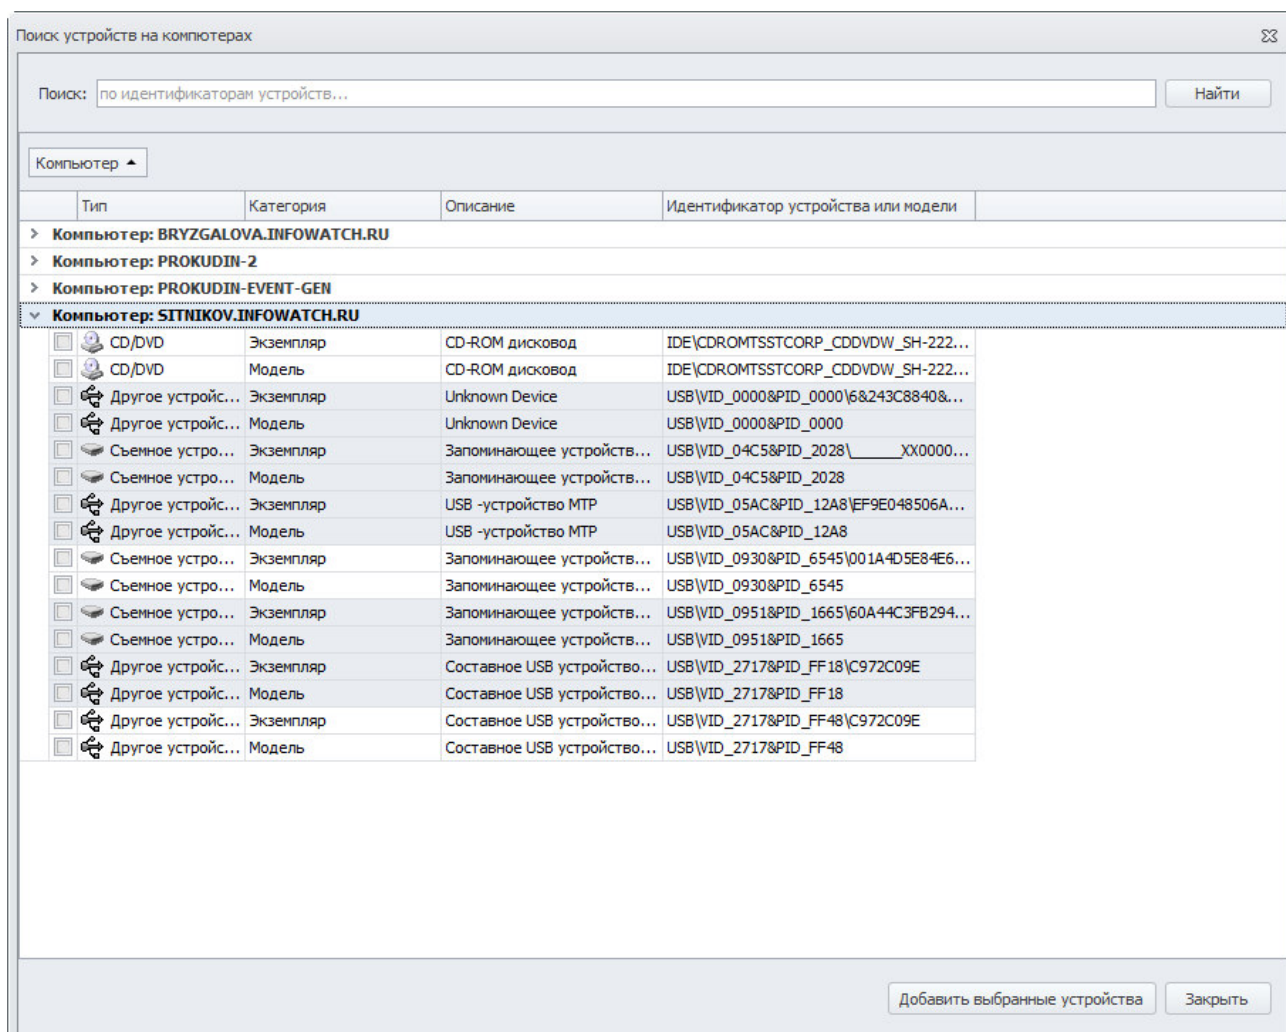 Поиск устройств на компютерах
Поиск: по идентификаторам устройств... Найти
Компьютер
Тип Категория Описание Идентификатор устройства или модели
Компьютер: BRYZGALOVA.INFOWATCH.RU
Компьютер: PROKUDIN-2
Компьютер: PROKUDIN-EVENT-GEN
Компьютер: SITNIKOV.INFOWATCH.RU
CD/DVD Экземпляр CD-ROM дисковод IDE\CDROMTSSTCORP_CDDVDW_SH-222...
CD/DVD Модель CD-ROM дисковод IDE\CDROMTSSTCORP_CDDVDW_SH-222...
Другое устройс... Экземпляр Unknown Device USB\VID_0000&PID_0000\6&243C8840&...
Другое устройс... Модель Unknown Device USB\VID_0000&PID_0000
Съемное устро... Экземпляр Запоминающее устройств... USB\VID_04C5&PID_2028\______XX0000...
Съемное устро... Модель Запоминающее устройств... USB\VID_04C5&PID_2028
Другое устройс... Экземпляр USB -устройство MTP USB\VID_05AC&PID_12A8\EF9E048506A...
Другое устройс... Модель USB -устройство MTP USB\VID_05AC&PID_12A8
Съемное устро... Экземпляр Запоминающее устройств... USB\VID_0930&PID_6545\001A4D5E84E6...
Съемное устро... Модель Запоминающее устройств... USB\VID_0930&PID_6545
Съемное устро... Экземпляр Запоминающее устройств... USB\VID_0951&PID_1665\60A44C3FB294...
Съемное устро... Модель Запоминающее устройств... USB\VID_0951&PID_1665
Другое устройс... Экземпляр Составное USB устройство... USB\VID_2717&PID_FF18\C972C09E
Другое устройс... Модель Составное USB устройство... USB\VID_2717&PID_FF18
Другое устройс... Экземпляр Составное USB устройство... USB\VID_2717&PID_FF48\C972C09E
Другое устройс... Модель Составное USB устройство... USB\VID_2717&PID_FF48
Добавить выбранные устройства Закрыть